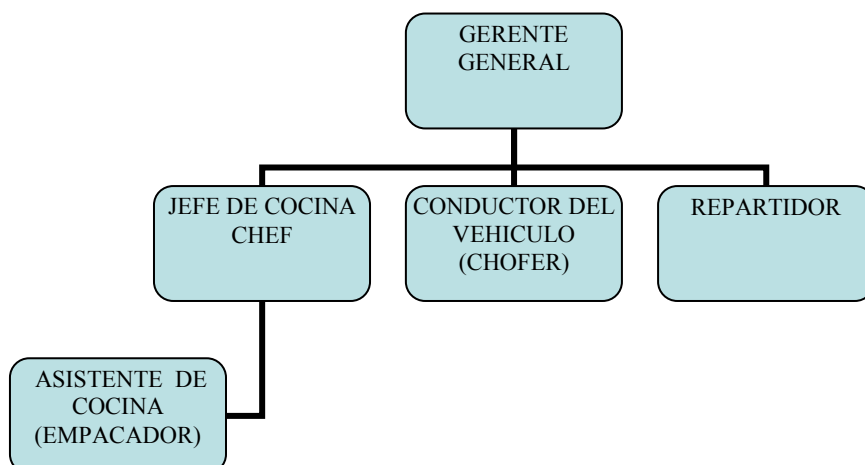 GERENTE
GENERAL
JEFE DE COCINA
CHEF
CONDUCTOR DEL
VEHICULO
(CHOFER)
REPARTIDOR
ASISTENTE DE
COCINA
(EMPACADOR)